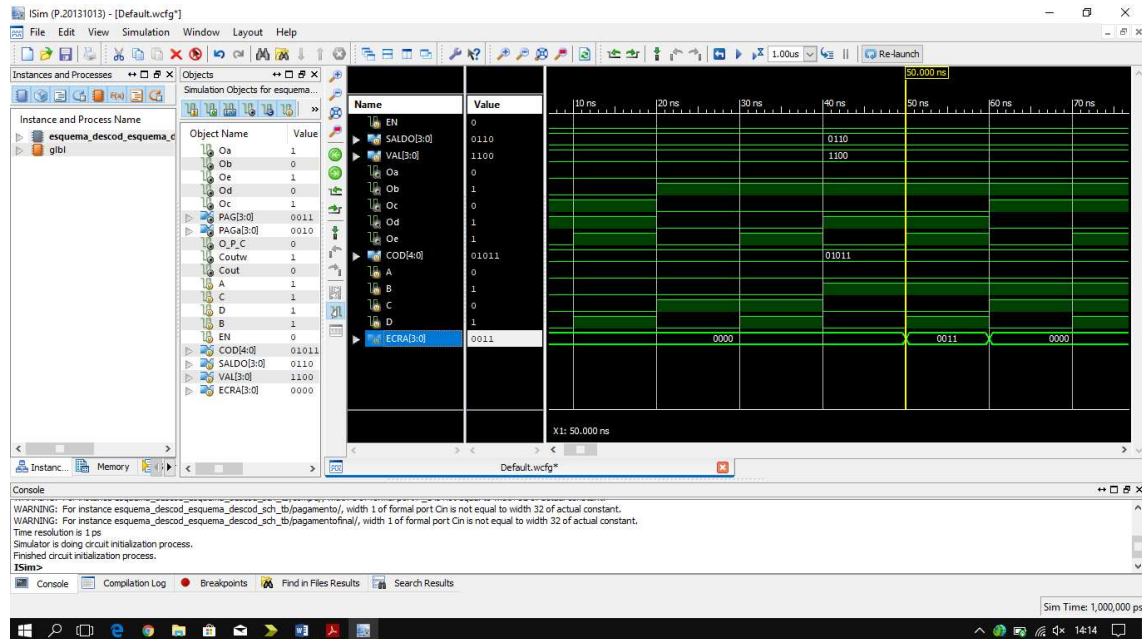 ISim (P.20131013) - [Default.wcfg*]
File Edit View Simulation Window Layout Help
1.00us Re-launch
Instances and Processes
Instance and Process Name
esquema_descod_esquema_d
glbl
Objects
Simulation Objects for esquema...
Object Name Value
Oa 1
Ob 0
Oe 1
Od 0
Oc 1
PAG[3:0] 0011
PAGa[3:0] 0010
O_P_C 0
Coutw 1
Cout 0
A 1
C 1
D 1
B 1
EN 0
COD[4:0] 01011
SALDO[3:0] 0110
VAL[3:0] 1100
ECRA[3:0] 0000
Name Value
EN 0
SALDO[3:0] 0110
VAL[3:0] 1100
Oa 0
Ob 1
Oc 0
Od 1
Oe 1
COD[4:0] 01011
A 0
B 1
C 0
D 1
ECRA[3:0] 0011
50.000 ns
10 ns 20 ns 30 ns 40 ns 50 ns 60 ns 70 ns
0110
1100
01011
0000 0011 0000
X1: 50.000 ns
Instanc... Memory
Default.wcfg*
Console
WARNING: For instance esquema_descod_esquema_descod_sch_tb/pagamento/, width 1 of formal port Cin is not equal to width 32 of actual constant.
WARNING: For instance esquema_descod_esquema_descod_sch_tb/pagamentofinal/, width 1 of formal port Cin is not equal to width 32 of actual constant.
Time resolution is 1 ps
Simulator is doing circuit initialization process.
Finished circuit initialization process.
ISim>
Console Compilation Log Breakpoints Find in Files Results Search Results
Sim Time: 1,000,000 ps
14:14